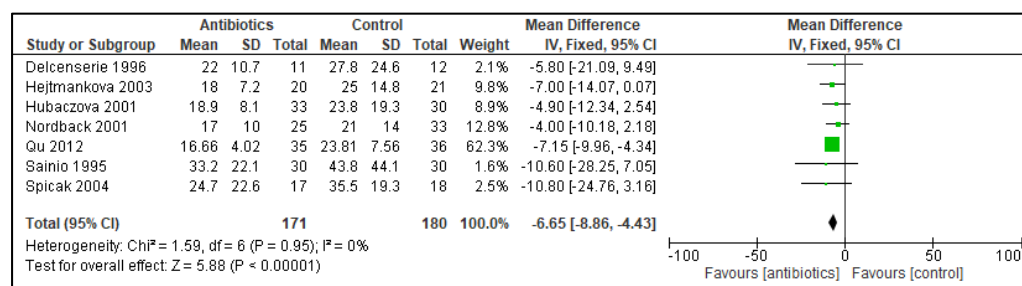 Antibiotics Control Mean Difference Mean Difference
Study or Subgroup Mean SD Total Mean SD Total Weight IV, Fixed, 95% CI IV, Fixed, 95% CI
Delcenserie 1996 22 10.7 11 27.8 24.6 12 2.1% -5.80 [-21.09, 9.49]
Hejtmankova 2003 18 7.2 20 25 14.8 21 9.8% -7.00 [-14.07, 0.07]
Hubaczova 2001 18.9 8.1 33 23.8 19.3 30 8.9% -4.90 [-12.34, 2.54]
Nordback 2001 17 10 25 21 14 33 12.8% -4.00 [-10.18, 2.18]
Qu 2012 16.66 4.02 35 23.81 7.56 36 62.3% -7.15 [-9.96, -4.34]
Sainio 1995 33.2 22.1 30 43.8 44.1 30 1.6% -10.60 [-28.25, 7.05]
Spicak 2004 24.7 22.6 17 35.5 19.3 18 2.5% -10.80 [-24.76, 3.16]
Total (95% CI) 171 180 100.0% -6.65 [-8.86, -4.43]
Heterogeneity: Chi² = 1.59, df = 6 (P = 0.95); I² = 0%
Test for overall effect: Z = 5.88 (P < 0.00001)
-100 -50 0 50 100
Favours [antibiotics] Favours [control]